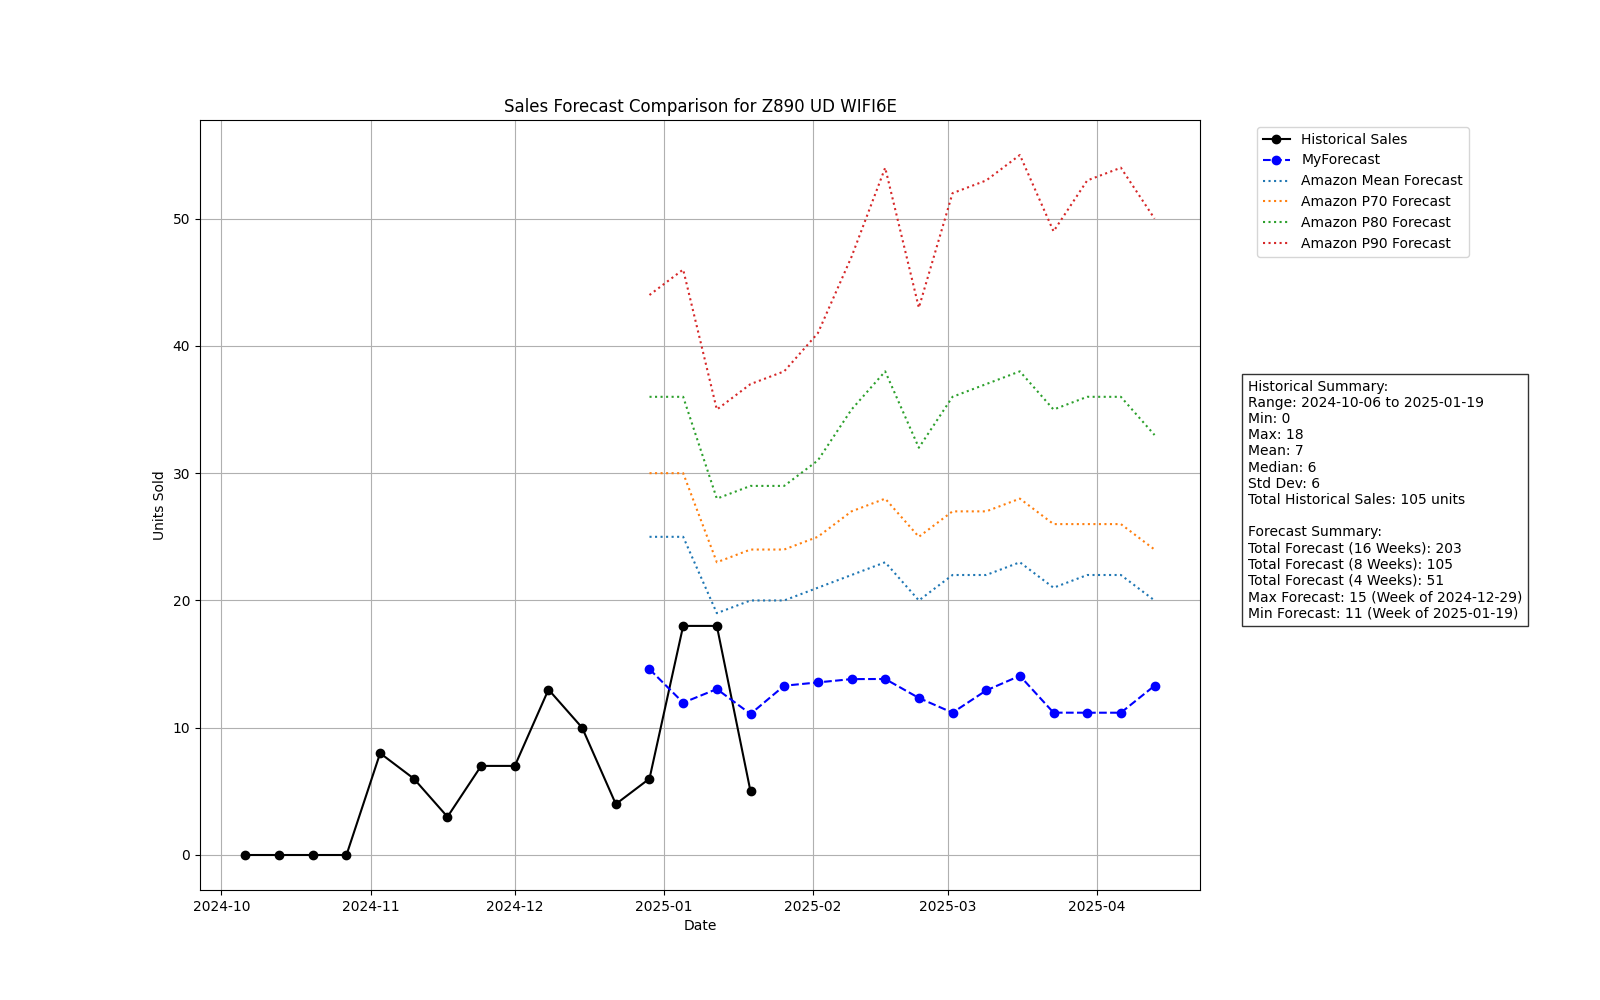 Sales Forecast Comparison for Z890 UD WIFI6E
Historical Sales
MyForecast
Amazon Mean Forecast
Amazon P70 Forecast
Amazon P80 Forecast
Amazon P90 Forecast
50
40
30
20
10
0
Units Sold
2024-10
2024-11
2024-12
2025-01
2025-02
2025-03
2025-04
Date
Historical Summary:
Range: 2024-10-06 to 2025-01-19
Min: 0
Max: 18
Mean: 7
Median: 6
Std Dev: 6
Total Historical Sales: 105 units
Forecast Summary:
Total Forecast (16 Weeks): 203
Total Forecast (8 Weeks): 105
Total Forecast (4 Weeks): 51
Max Forecast: 15 (Week of 2024-12-29)
Min Forecast: 11 (Week of 2025-01-19)